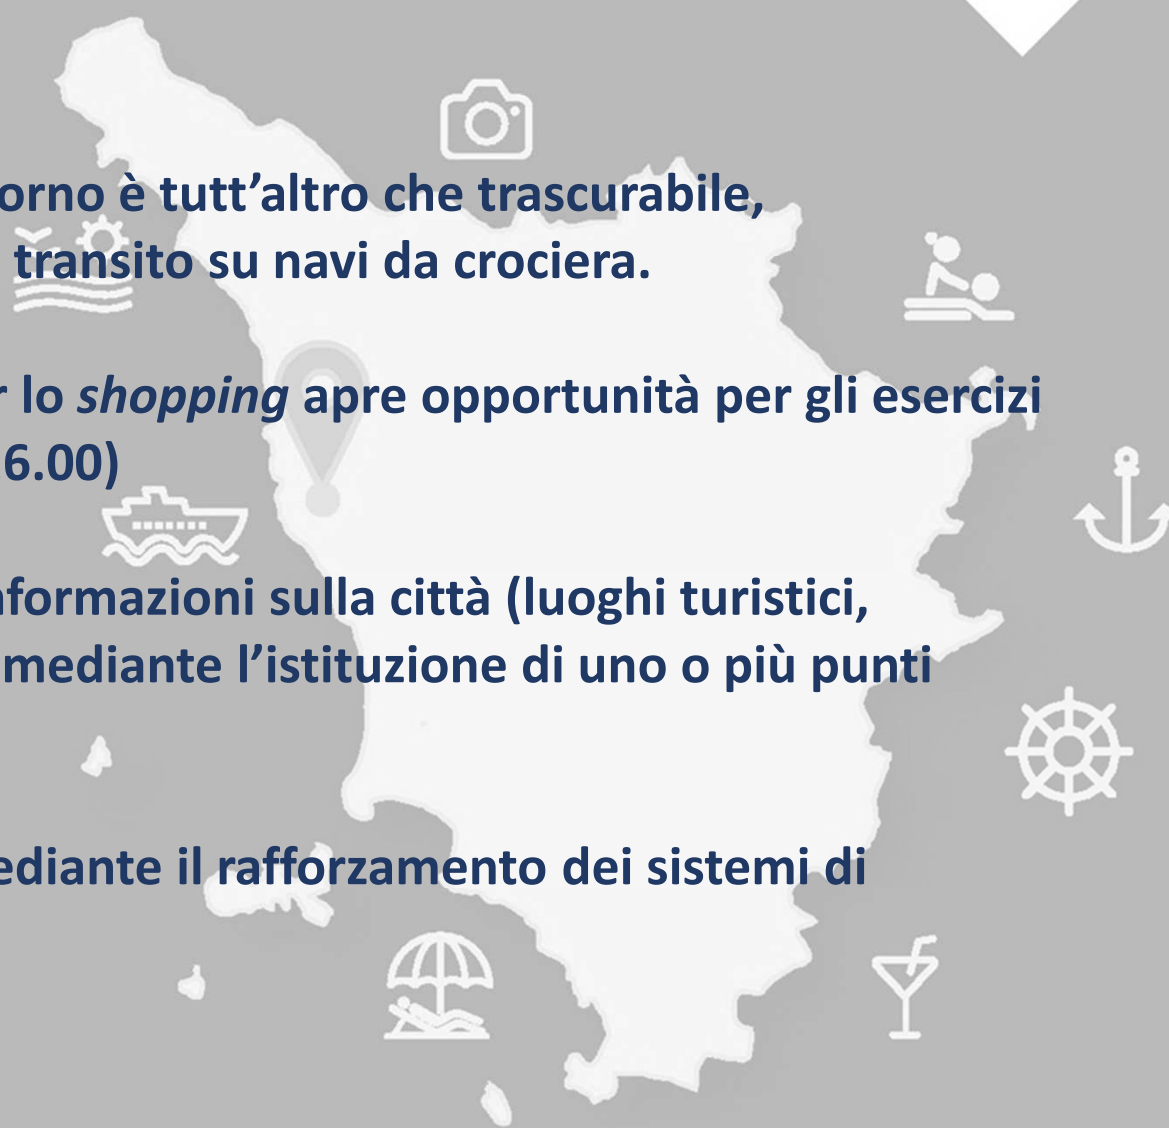 orno è tutt’altro che trascurabile,
transito su navi da crociera.
r lo shopping apre opportunità per gli esercizi
6.00)
nformazioni sulla città (luoghi turistici,
mediante l’istituzione di uno o più punti
ediante il rafforzamento dei sistemi di